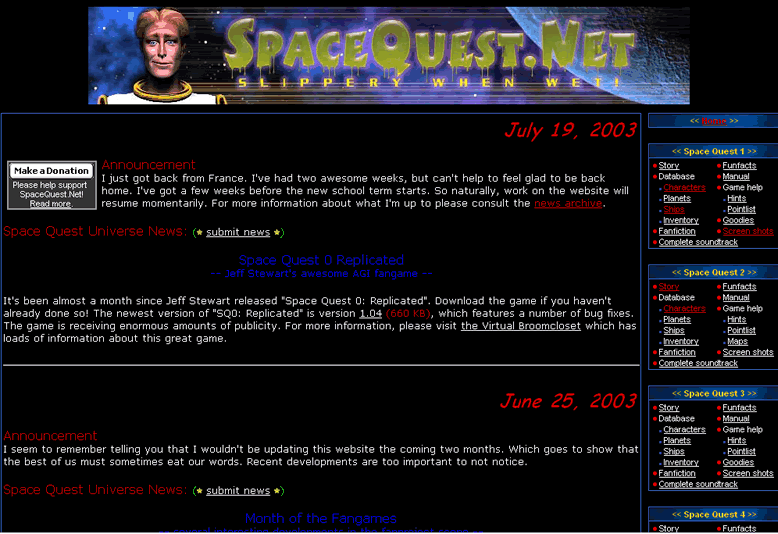 SPACEQUEST.NET
SLIPPERY WHEN WET!
July 19, 2003
Make a Donation
Please help support
SpaceQuest.Net!
Read more.
Announcement
I just got back from France. I've had two awesome weeks, but can't help to feel glad to be back
home. I've got a few weeks before the new school term starts. So naturally, work on the website will
resume momentarily. For more information about what I'm up to please consult the news archive.
Space Quest Universe News: (★ submit news ★)
Space Quest 0 Replicated
-- Jeff Stewart's awesome AGI fangame --
It's been almost a month since Jeff Stewart released "Space Quest 0: Replicated". Download the game if you haven't
already done so! The newest version of "SQ0: Replicated" is version 1.04 (660 KB), which features a number of bug fixes.
The game is receiving enormous amounts of publicity. For more information, please visit the Virtual Broomcloset which has
loads of information about this great game.
June 25, 2003
Announcement
I seem to remember telling you that I wouldn't be updating this website the coming two months. Which goes to show that
the best of us must sometimes eat our words. Recent developments are too important to not notice.
Space Quest Universe News: (★ submit news ★)
Month of the Fangames
<< Home >>
<< Space Quest 1 >>
Story Funfacts
Database Manual
Characters Game help
Planets Hints
Ships Pointlist
Inventory Goodies
Fanfiction Screen shots
Complete soundtrack
<< Space Quest 2 >>
Story Funfacts
Database Manual
Characters Game help
Planets Hints
Ships Pointlist
Inventory Maps
Fanfiction Screen shots
Complete soundtrack
<< Space Quest 3 >>
Story Funfacts
Database Manual
Characters Game help
Planets Hints
Ships Pointlist
Inventory Goodies
Fanfiction Screen shots
Complete soundtrack
<< Space Quest 4 >>
Story Funfacts